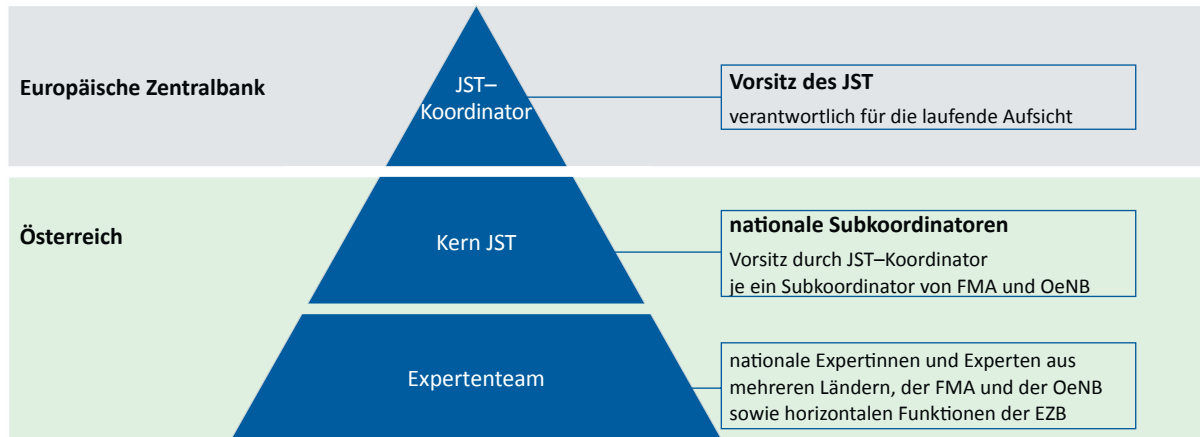 Europäische Zentralbank
JST–
Koordinator
Vorsitz des JST
verantwortlich für die laufende Aufsicht
Österreich
Kern JST
nationale Subkoordinatoren
Vorsitz durch JST–Koordinator
je ein Subkoordinator von FMA und OeNB
Expertenteam
nationale Expertinnen und Experten aus
mehreren Ländern, der FMA und der OeNB
sowie horizontalen Funktionen der EZB